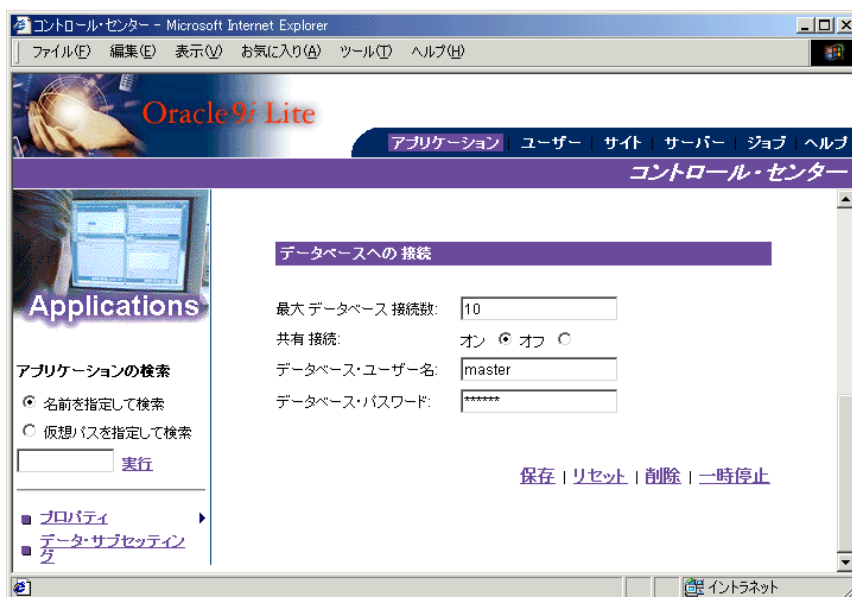 コントロール・センター - Microsoft Internet Explorer
ファイル(F) 編集(E) 表示(V) お気に入り(A) ツール(T) ヘルプ(H)
Oracle9i Lite
アプリケーション ユーザー サイト サーバー ジョブ ヘルプ
コントロール・センター
Applications
アプリケーションの検索
名前を指定して検索
仮想パスを指定して検索
実行
プロパティ
データ・サブセッティン
グ
データベースへの 接続
最大 データベース 接続数: 10
共有 接続: オン オフ
データベース・ユーザー名: master
データベース・パスワード: ******
保存 | リセット | 削除 | 一時停止
イントラネット